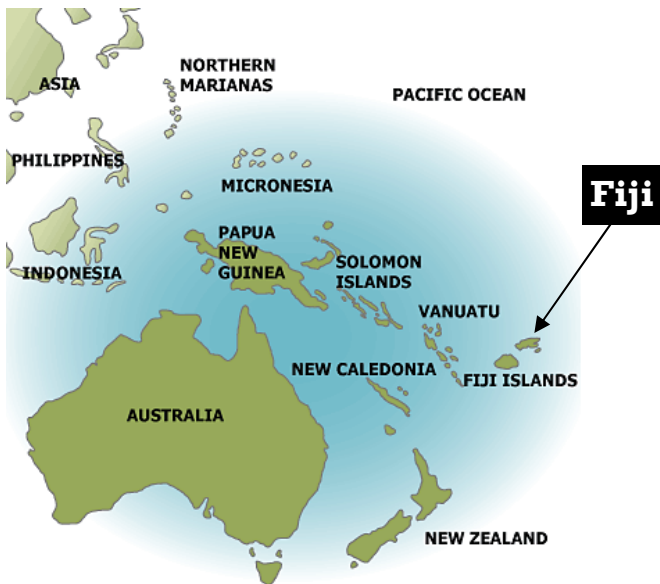 NORTHERN
MARIANAS
ASIA
PACIFIC OCEAN
PHILIPPINES
MICRONESIA
Fiji
PAPUA
NEW
GUINEA
SOLOMON
ISLANDS
INDONESIA
VANUATU
NEW CALEDONIA
FIJI ISLANDS
AUSTRALIA
NEW ZEALAND